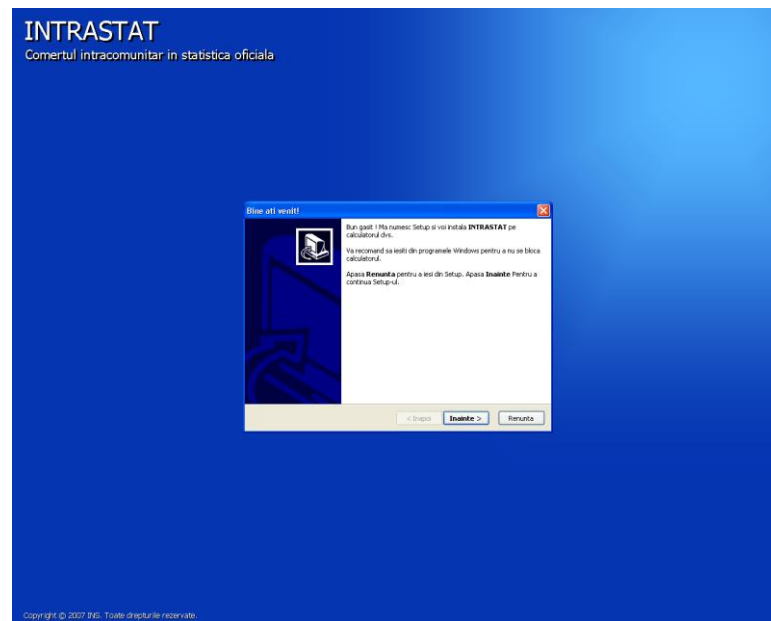 INTRASTAT
Comertul intracomunitar in statistica oficiala
Bine ati venit!
Bun gasit ! Ma numesc Setup si voi instala INTRASTAT pe
calculatorul dvs.
Va recomand sa iesiti din programele Windows pentru a nu se bloca
calculatorul.
Apasa Renunta pentru a iesi din Setup. Apasa Inainte Pentru a
continua Setup-ul.
< Inapoi Inainte > Renunta
Copyright © 2007 INS. Toate drepturile rezervate.